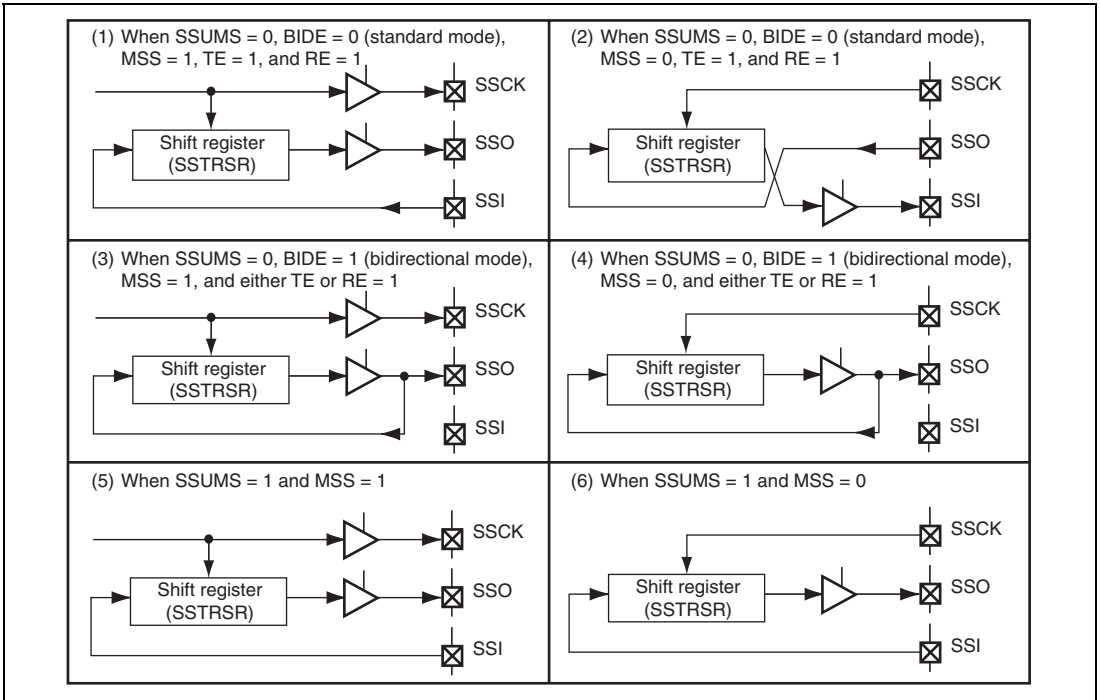 (1) When SSUMS = 0, BIDE = 0 (standard mode),
MSS = 1, TE = 1, and RE = 1
SSCK
Shift register
(SSTRSR)
SSO
SSI
(2) When SSUMS = 0, BIDE = 0 (standard mode),
MSS = 0, TE = 1, and RE = 1
SSCK
Shift register
(SSTRSR)
SSO
SSI
(3) When SSUMS = 0, BIDE = 1 (bidirectional mode),
MSS = 1, and either TE or RE = 1
SSCK
Shift register
(SSTRSR)
SSO
SSI
(4) When SSUMS = 0, BIDE = 1 (bidirectional mode),
MSS = 0, and either TE or RE = 1
SSCK
Shift register
(SSTRSR)
SSO
SSI
(5) When SSUMS = 1 and MSS = 1
SSCK
Shift register
(SSTRSR)
SSO
SSI
(6) When SSUMS = 1 and MSS = 0
SSCK
Shift register
(SSTRSR)
SSO
SSI